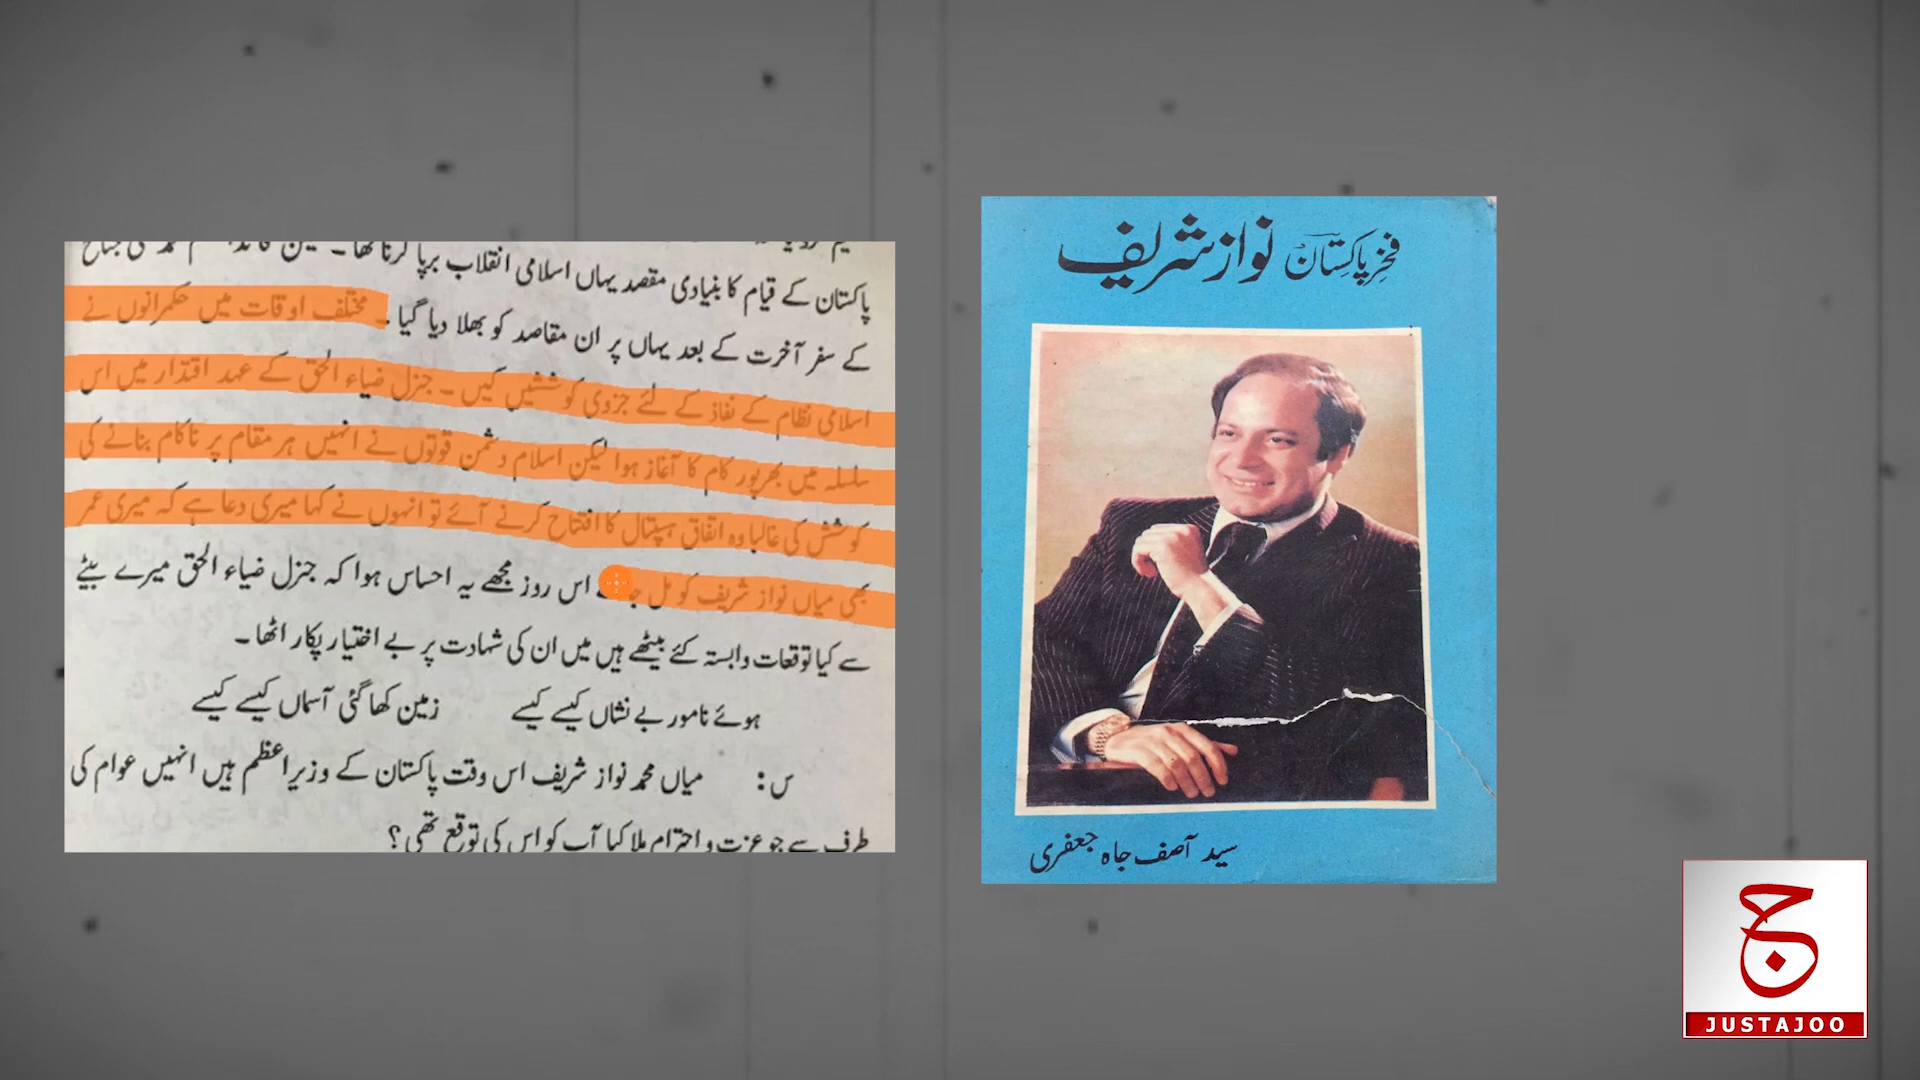 پاکستان کے قیام کا بنیادی مقصد یہاں اسلامی انقلاب برپا کرنا تھا۔
کے سفر آخرت کے بعد یہاں پر ان مقاصد کو بھلا دیا گیا۔ مختلف اوقات میں حکمرانوں نے
اسلامی نظام کے نفاذ کے لئے جزوی کوششیں کیں۔ جنرل ضیاء الحق کے عہد اقتدار میں اس
سلسلہ میں بھرپور کام کا آغاز ہوا لیکن اسلام دشمن قوتوں نے انہیں ہر مقام پر ناکام بنانے کی
کوشش کی غالبا وہ اتفاق ہسپتال کا افتتاح کرنے آئے تو انہوں نے کہا میری دعا ہے کہ میری عمر
بھی میاں نواز شریف کو مل اس روز مجھے یہ احساس ہوا کہ جنرل ضیاء الحق میرے بیٹے
سے کیا توقعات وابستہ کئے بیٹھے ہیں میں ان کی شہادت پر بے اختیار پکار اٹھا۔
ہوئے نامور بے نشاں کیسے کیسے زمین کھا گئی آسماں کیسے کیسے
س: میاں محمد نواز شریف اس وقت پاکستان کے وزیراعظم ہیں انہیں عوام کی
طرف سے جو عزت و احترام ملا کیا آپ کو اس کی توقع تھی؟
فخر پاکستان نواز شریف
سید آصف جاہ جعفری
ج
JUSTAJOO